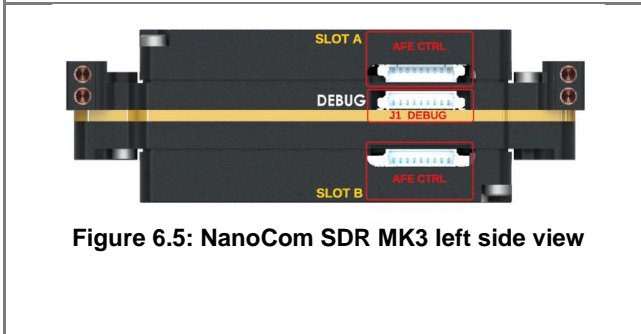 SLOT A
AFE CTRL
DEBUG
J1 DEBUG
AFE CTRL
SLOT B
Figure 6.5: NanoCom SDR MK3 left side view